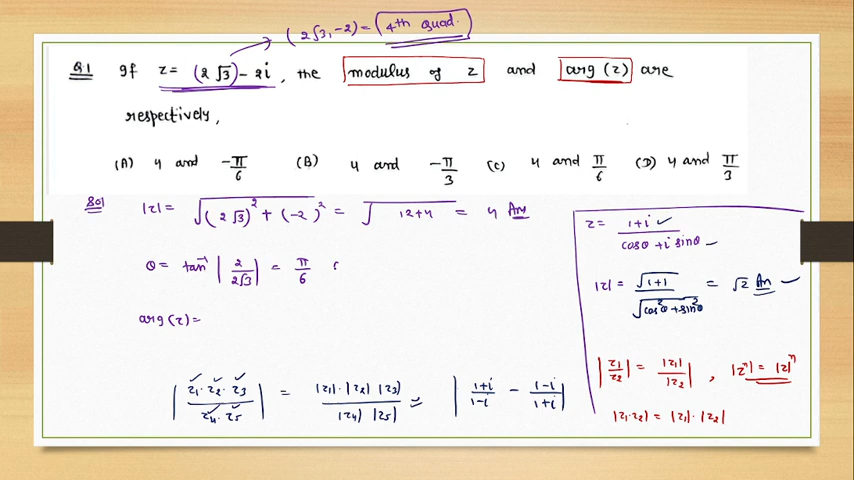 (2√3, -2) = 4th Quad.
Q.1 If z = (2√3) - 2i, the modulus of z and arg (z) are
respectively,
(A) 4 and -π/6 (B) 4 and -π/3 (C) 4 and π/6 (D) 4 and π/3
Sol |z| = √((2√3)² + (-2)²) = √(12+4) = 4 Ans
θ = tan⁻¹ |2/2√3| = π/6
arg (z) =
|z₁·z₂·z₃ / z₄·z₅| = |z₁|·|z₂| |z₃| / |z₄| |z₅|
|(1+i)/(1-i) - (1-i)/(1+i)|
z = (1+i) / (cosθ + i sinθ)
|z| = √(1+1) / √(cos²θ + sin²θ) = √2 An
|z₁/z₂| = |z₁|/|z₂| , |zⁿ| = |z|ⁿ
|z₁·z₂| = |z₁|·|z₂|